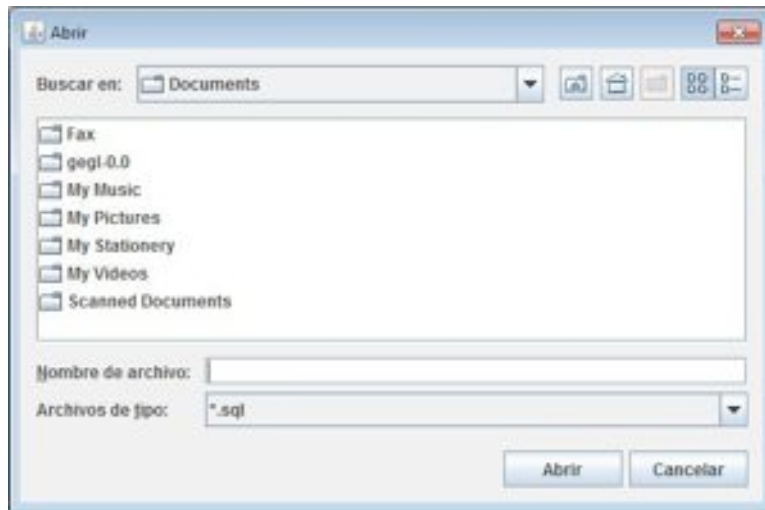 Abrir
Buscar en: Documents
Fax
gegl-0.0
My Music
My Pictures
My Stationery
My Videos
Scanned Documents
Nombre de archivo:
Archivos de tipo: *.sql
Abrir Cancelar